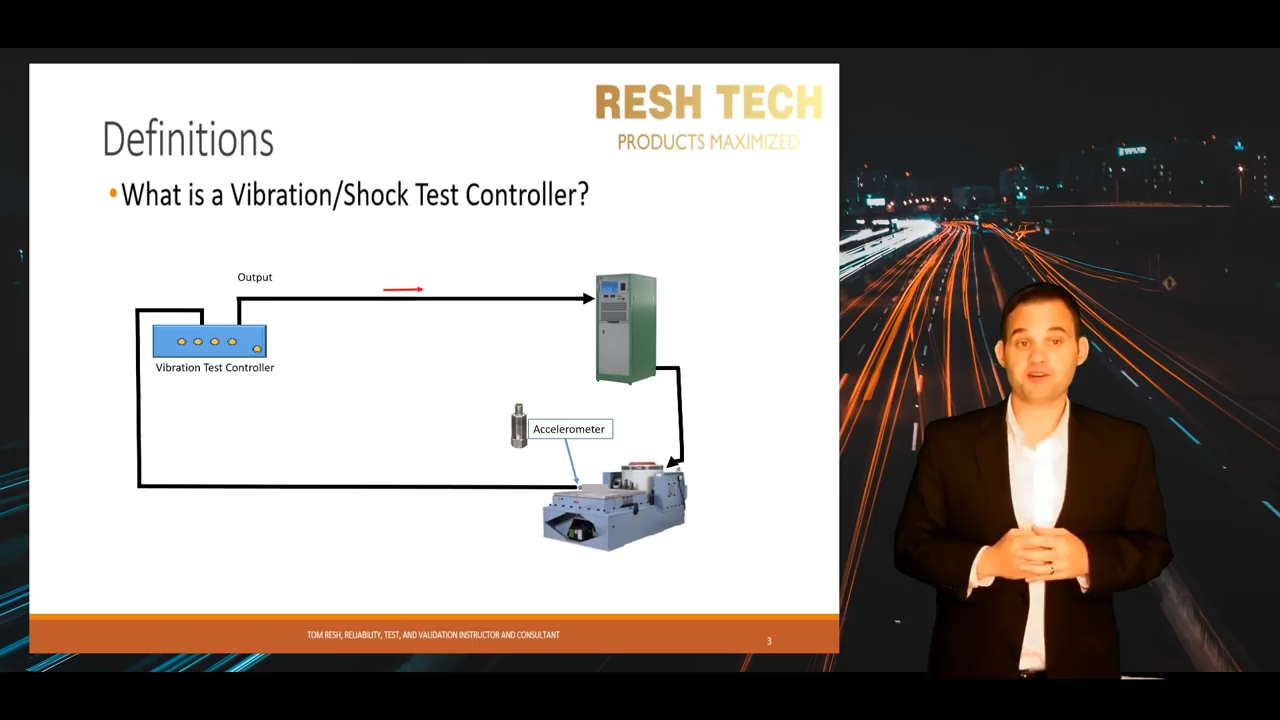 RESH TECH
PRODUCTS MAXIMIZED
Definitions
•What is a Vibration/Shock Test Controller?
Output
Vibration Test Controller
Accelerometer
TOM RESH, RELIABILITY, TEST, AND VALIDATION INSTRUCTOR AND CONSULTANT
3